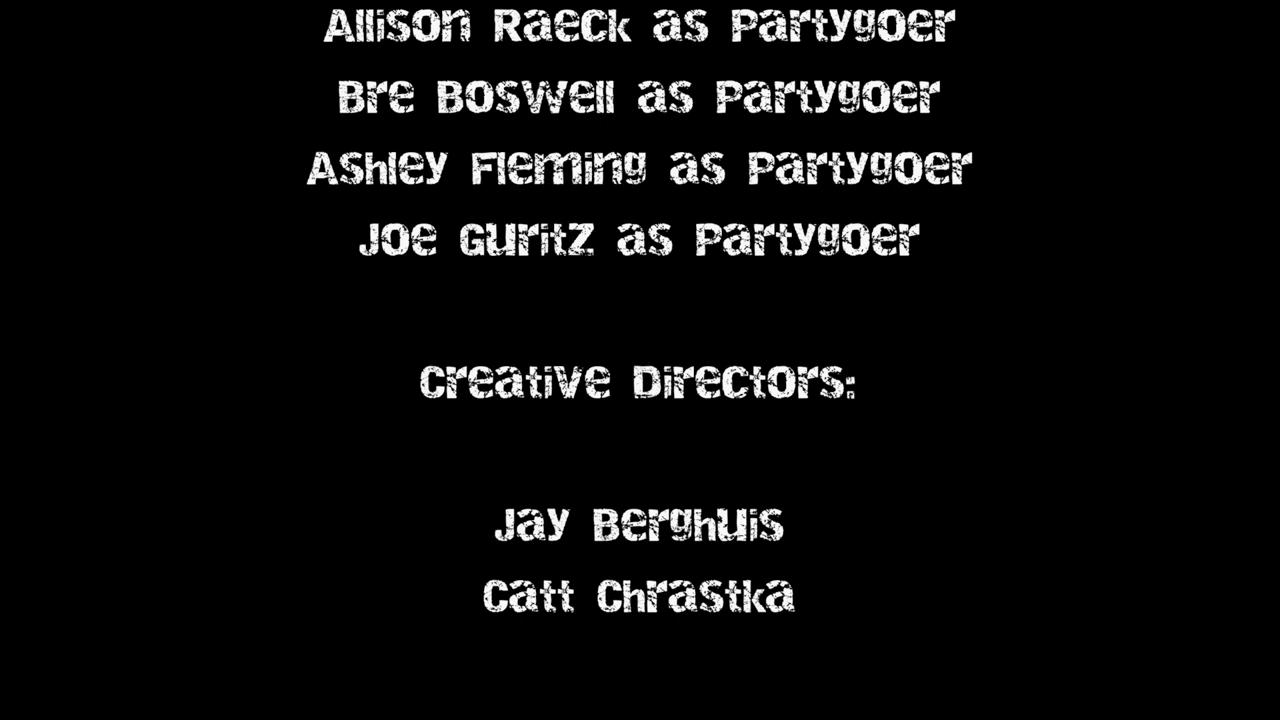 Allison Raeck as Partygoer
Bre Boswell as Partygoer
Ashley Fleming as Partygoer
Joe Guritz as Partygoer
Creative Directors:
Jay Berghuis
Catt Chrastka